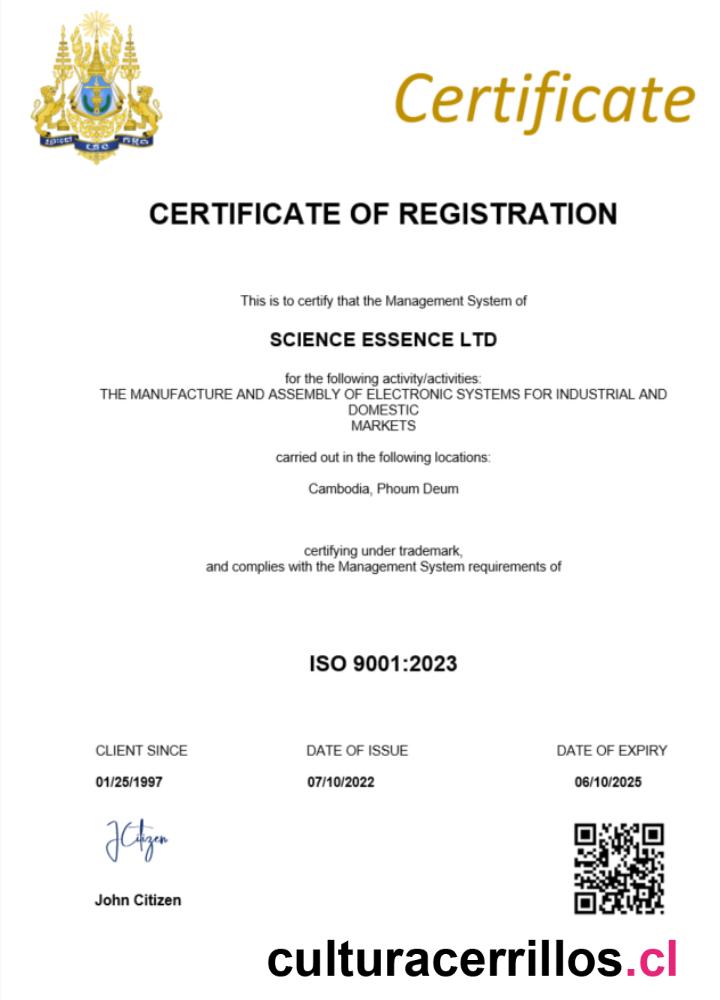 Certificate
CERTIFICATE OF REGISTRATION
This is to certify that the Management System of
SCIENCE ESSENCE LTD
for the following activity/activities:
THE MANUFACTURE AND ASSEMBLY OF ELECTRONIC SYSTEMS FOR INDUSTRIAL AND
DOMESTIC
MARKETS
carried out in the following locations:
Cambodia, Phoum Deum
certifying under trademark,
and complies with the Management System requirements of
ISO 9001:2023
CLIENT SINCE DATE OF ISSUE DATE OF EXPIRY
01/25/1997 07/10/2022 06/10/2025
JCitizen
John Citizen
culturacerrillos.cl